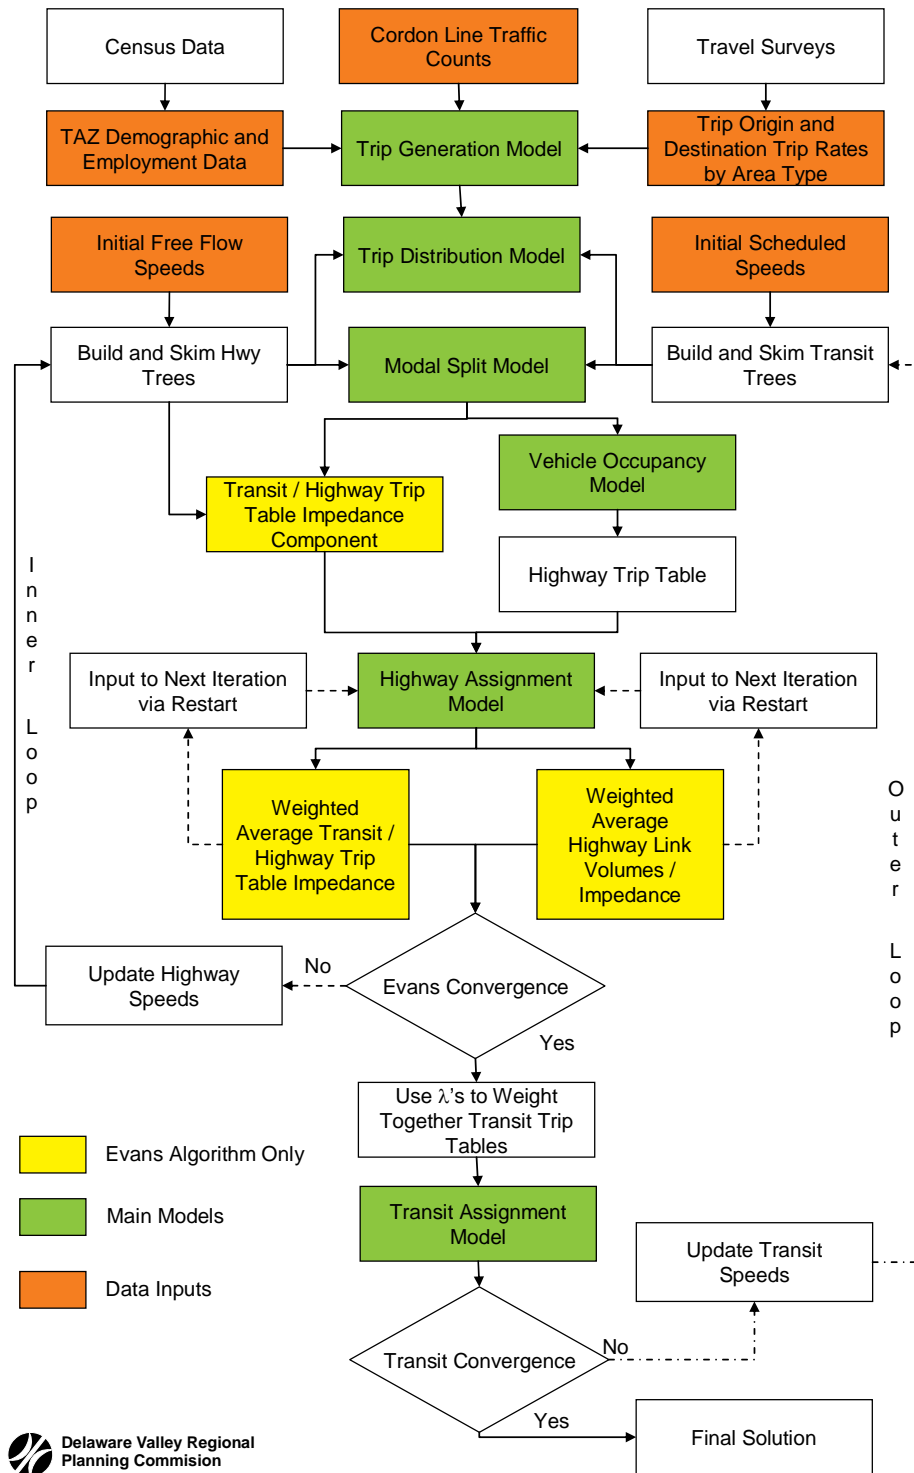 Census Data
Cordon Line Traffic
Counts
Travel Surveys
TAZ Demographic and
Employment Data
Trip Generation Model
Trip Origin and
Destination Trip Rates
by Area Type
Initial Free Flow
Speeds
Trip Distribution Model
Initial Scheduled
Speeds
Build and Skim Hwy
Trees
Modal Split Model
Build and Skim Transit
Trees
Vehicle Occupancy
Model
Transit / Highway Trip
Table Impedance
Component
Highway Trip Table
Inner Loop
Input to Next Iteration
via Restart
Highway Assignment
Model
Input to Next Iteration
via Restart
Weighted
Average Transit /
Highway Trip
Table Impedance
Weighted
Average
Highway Link
Volumes /
Impedance
Outer Loop
Update Highway
Speeds
No
Evans Convergence
Yes
Use λ's to Weight
Together Transit Trip
Tables
Evans Algorithm Only
Main Models
Data Inputs
Transit Assignment
Model
Update Transit
Speeds
Transit Convergence
No
Yes
Final Solution
Delaware Valley Regional
Planning Commision